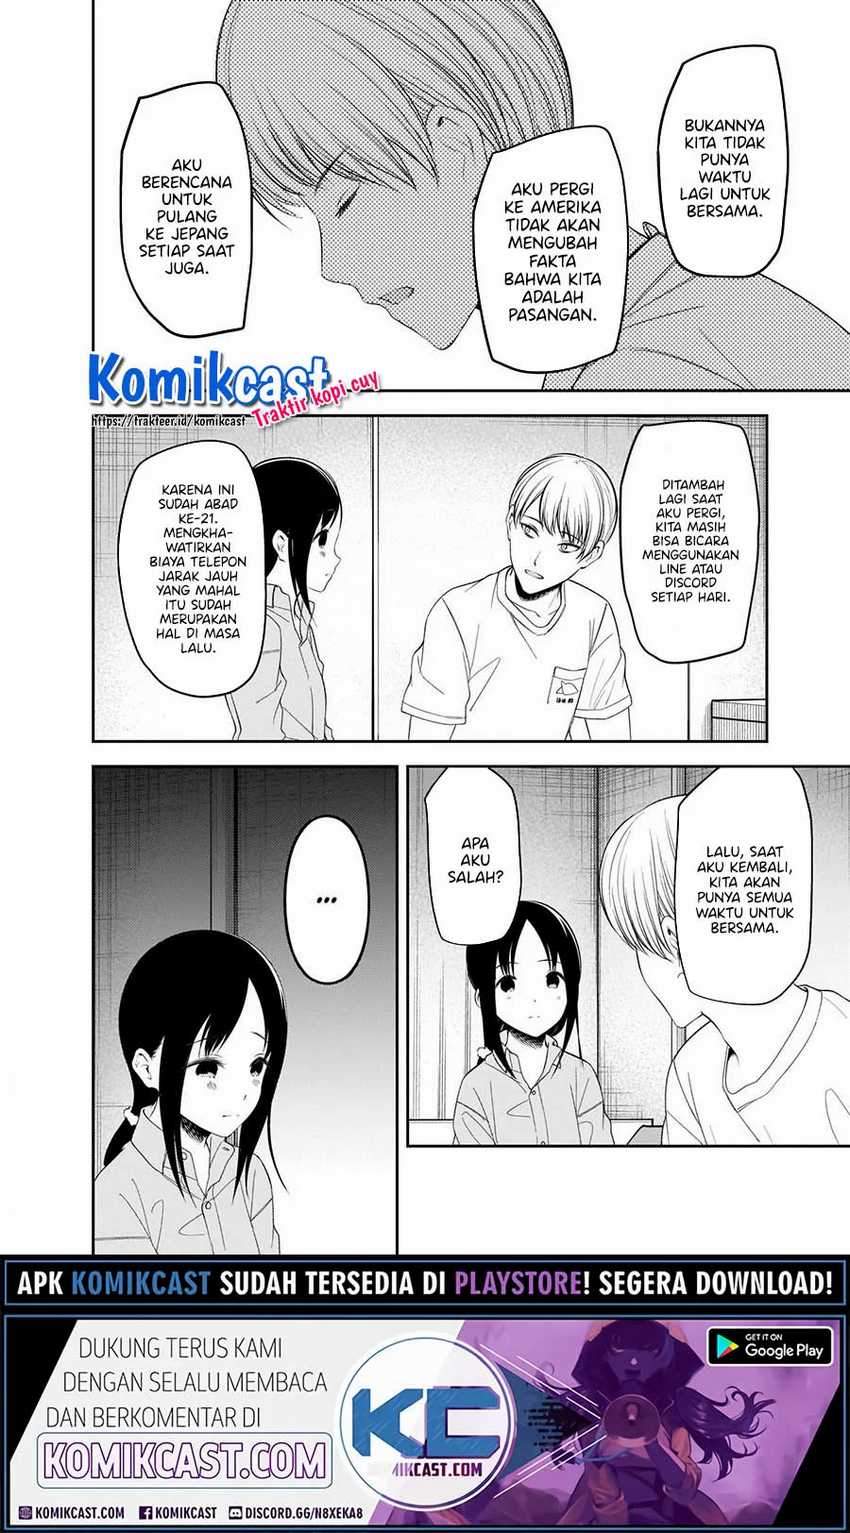 BUKANNYA
KITA TIDAK
PUNYA
WAKTU
LAGI UNTUK
BERSAMA.
AKU PERGI
KE AMERIKA
TIDAK AKAN
MENGUBAH
FAKTA
BAHWA KITA
ADALAH
PASANGAN.
AKU
BERENCANA
UNTUK
PULANG
KE JEPANG
SETIAP SAAT
JUGA.
Komikcast
Traktir kopi cuy
https://trakteer.id/komikcast
DITAMBAH
LAGI SAAT
AKU PERGI,
KITA MASIH
BISA BICARA
MENGGUNAKAN
LINE ATAU
DISCORD
SETIAP HARI.
KARENA INI
SUDAH ABAD
KE-21.
MENGKHA-
WATIRKAN
BIAYA TELEPON
JARAK JAUH
YANG MAHAL
ITU SUDAH
MERUPAKAN
HAL DI MASA
LALU.
LALU, SAAT
AKU KEMBALI,
KITA AKAN
PUNYA SEMUA
WAKTU UNTUK
BERSAMA.
APA
AKU
SALAH?
...
APK KOMIKCAST SUDAH TERSEDIA DI PLAYSTORE! SEGERA DOWNLOAD!
DUKUNG TERUS KAMI
DENGAN SELALU MEMBACA
DAN BERKOMENTAR DI
KOMIKCAST.COM
KOMIKCAST.COM KOMIKCAST DISCORD.GG/N8XEKA8
KC
MIKCAST.COM
GET IT ON
Google Play